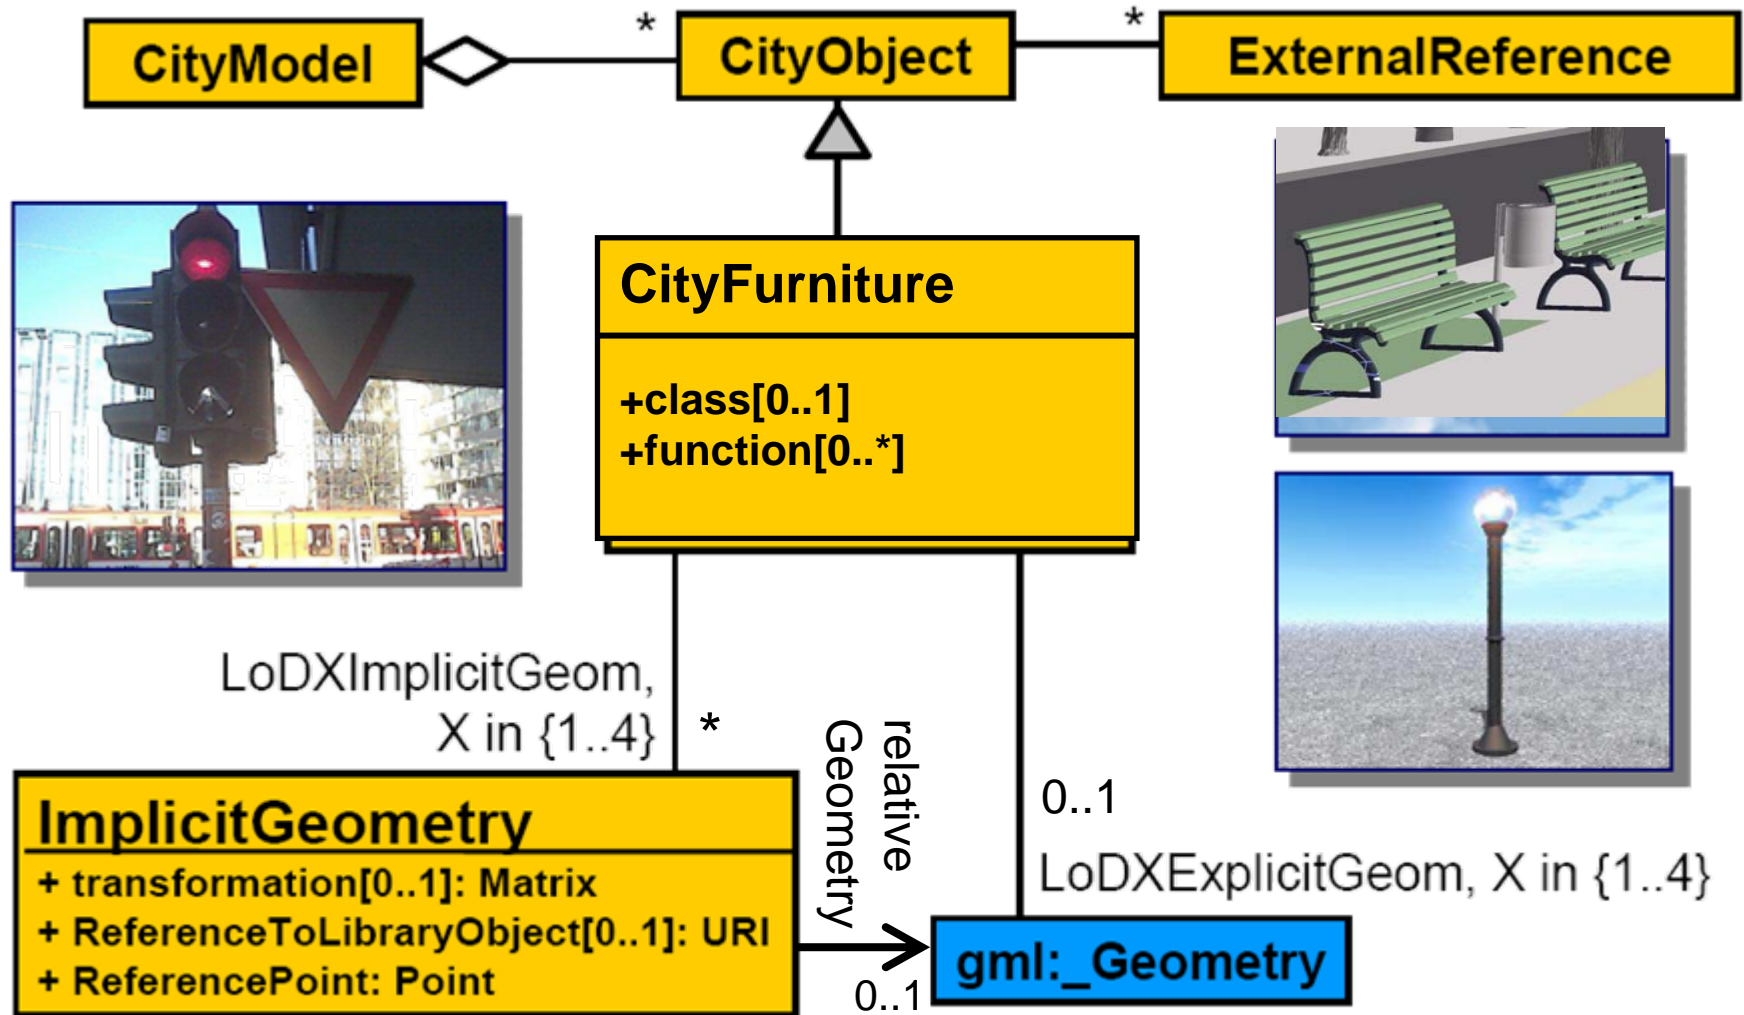 CityModel
*
CityObject
*
ExternalReference
CityFurniture
+class[0..1]
+function[0..*]
LoDXImplicitGeom,
X in {1..4}
*
relative
Geometry
0..1
LoDXExplicitGeom, X in {1..4}
ImplicitGeometry
+ transformation[0..1]: Matrix
+ ReferenceToLibraryObject[0..1]: URI
+ ReferencePoint: Point
0..1
gml:_Geometry